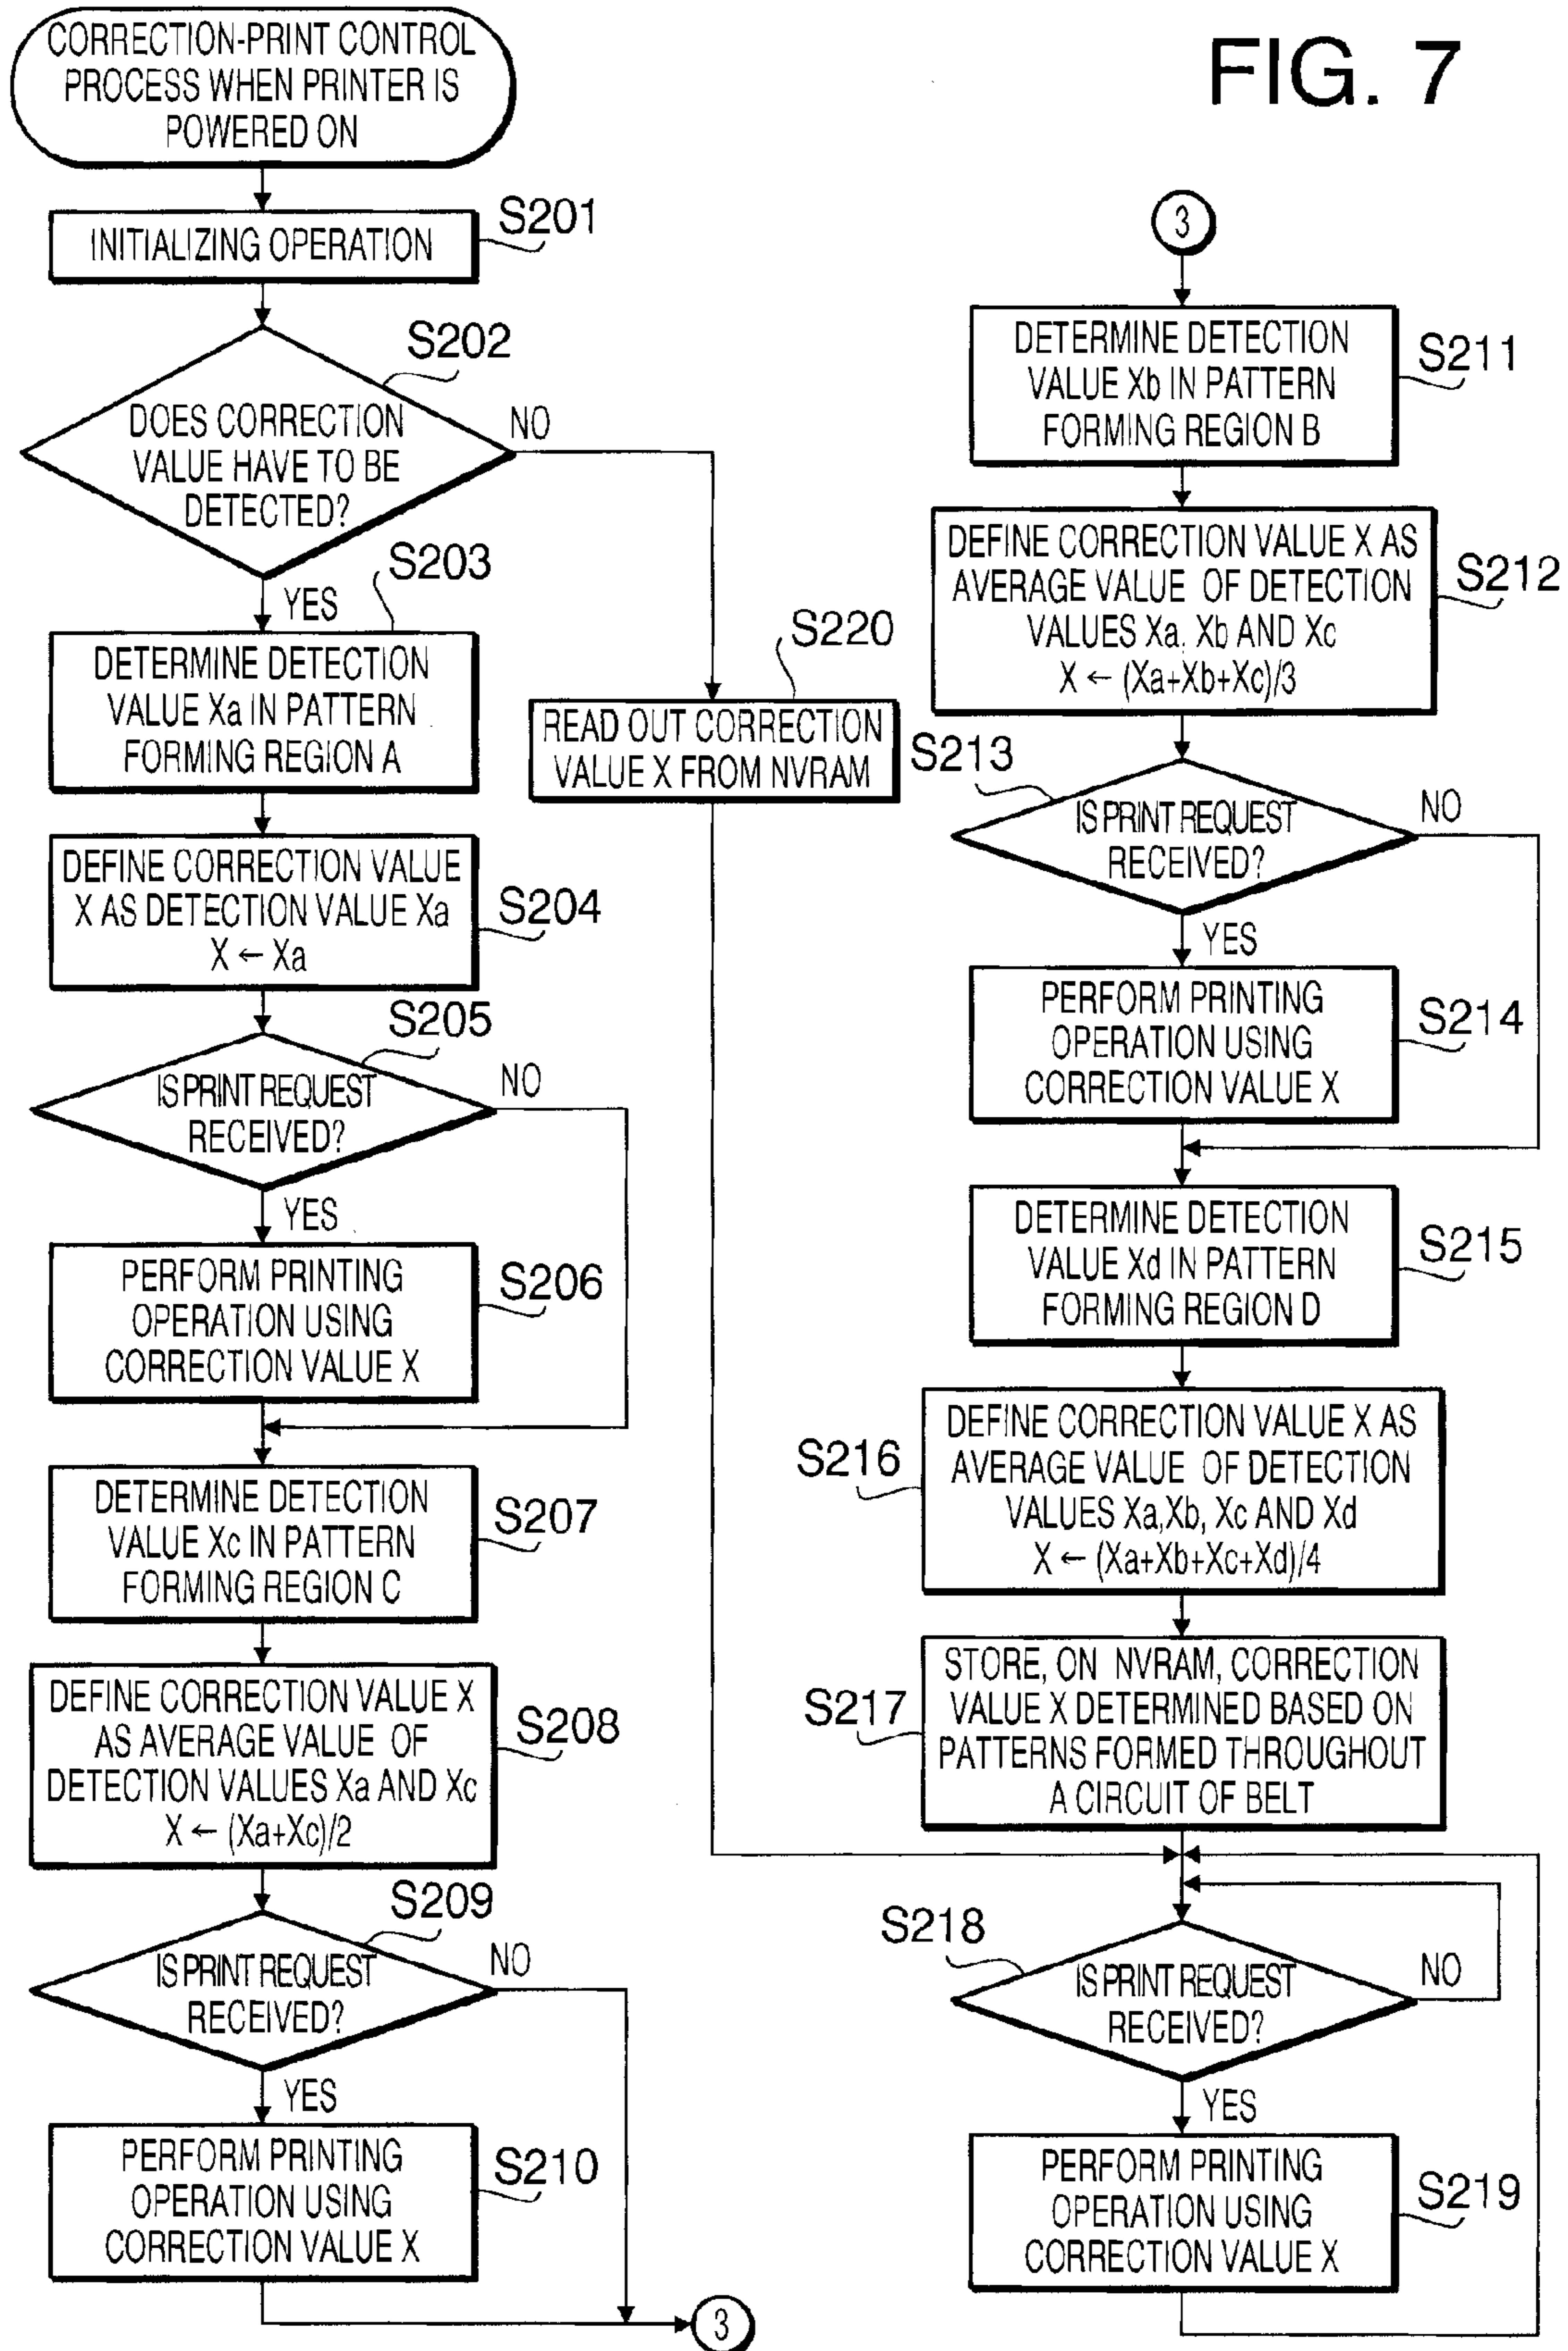 CORRECTION-PRINT CONTROL
PROCESS WHEN PRINTER IS
POWERED ON
FIG. 7
S201
INITIALIZING OPERATION
S202
DOES CORRECTION
VALUE HAVE TO BE
DETECTED?
NO
YES
S203
DETERMINE DETECTION
VALUE Xa IN PATTERN
FORMING REGION A
S220
READ OUT CORRECTION
VALUE X FROM NVRAM
DEFINE CORRECTION VALUE
X AS DETECTION VALUE Xa
X ← Xa
S204
S205
IS PRINT REQUEST
RECEIVED?
NO
YES
PERFORM PRINTING
OPERATION USING
CORRECTION VALUE X
S206
DETERMINE DETECTION
VALUE Xc IN PATTERN
FORMING REGION C
S207
DEFINE CORRECTION VALUE X
AS AVERAGE VALUE OF
DETECTION VALUES Xa AND Xc
X ← (Xa+Xc)/2
S208
S209
IS PRINT REQUEST
RECEIVED?
NO
YES
PERFORM PRINTING
OPERATION USING
CORRECTION VALUE X
S210
3
3
DETERMINE DETECTION
VALUE Xb IN PATTERN
FORMING REGION B
S211
DEFINE CORRECTION VALUE X AS
AVERAGE VALUE OF DETECTION
VALUES Xa, Xb AND Xc
X ← (Xa+Xb+Xc)/3
S212
S213
IS PRINT REQUEST
RECEIVED?
NO
YES
PERFORM PRINTING
OPERATION USING
CORRECTION VALUE X
S214
DETERMINE DETECTION
VALUE Xd IN PATTERN
FORMING REGION D
S215
DEFINE CORRECTION VALUE X AS
AVERAGE VALUE OF DETECTION
VALUES Xa,Xb, Xc AND Xd
X ← (Xa+Xb+Xc+Xd)/4
S216
STORE, ON NVRAM, CORRECTION
VALUE X DETERMINED BASED ON
PATTERNS FORMED THROUGHOUT
A CIRCUIT OF BELT
S217
S218
IS PRINT REQUEST
RECEIVED?
NO
YES
PERFORM PRINTING
OPERATION USING
CORRECTION VALUE X
S219